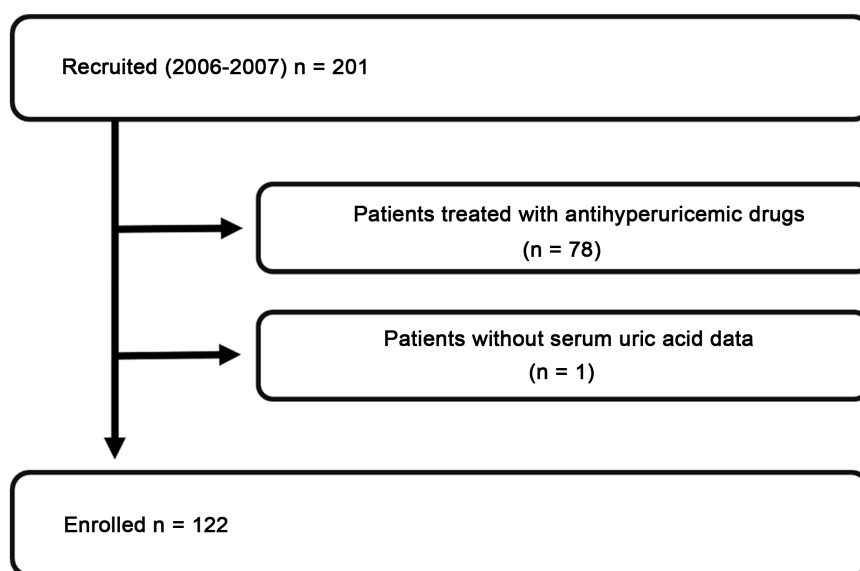 Recruited (2006-2007) n = 201
Patients treated with antihyperuricemic drugs
(n = 78)
Patients without serum uric acid data
(n = 1)
Enrolled n = 122